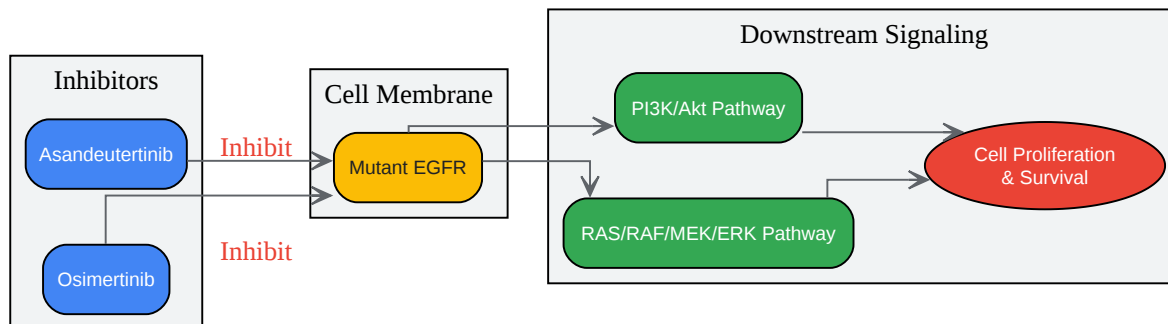 Inhibitors
Asandeutertinib
Osimertinib
Inhibit
Inhibit
Cell Membrane
Mutant EGFR
Downstream Signaling
PI3K/Akt Pathway
RAS/RAF/MEK/ERK Pathway
Cell Proliferation
& Survival